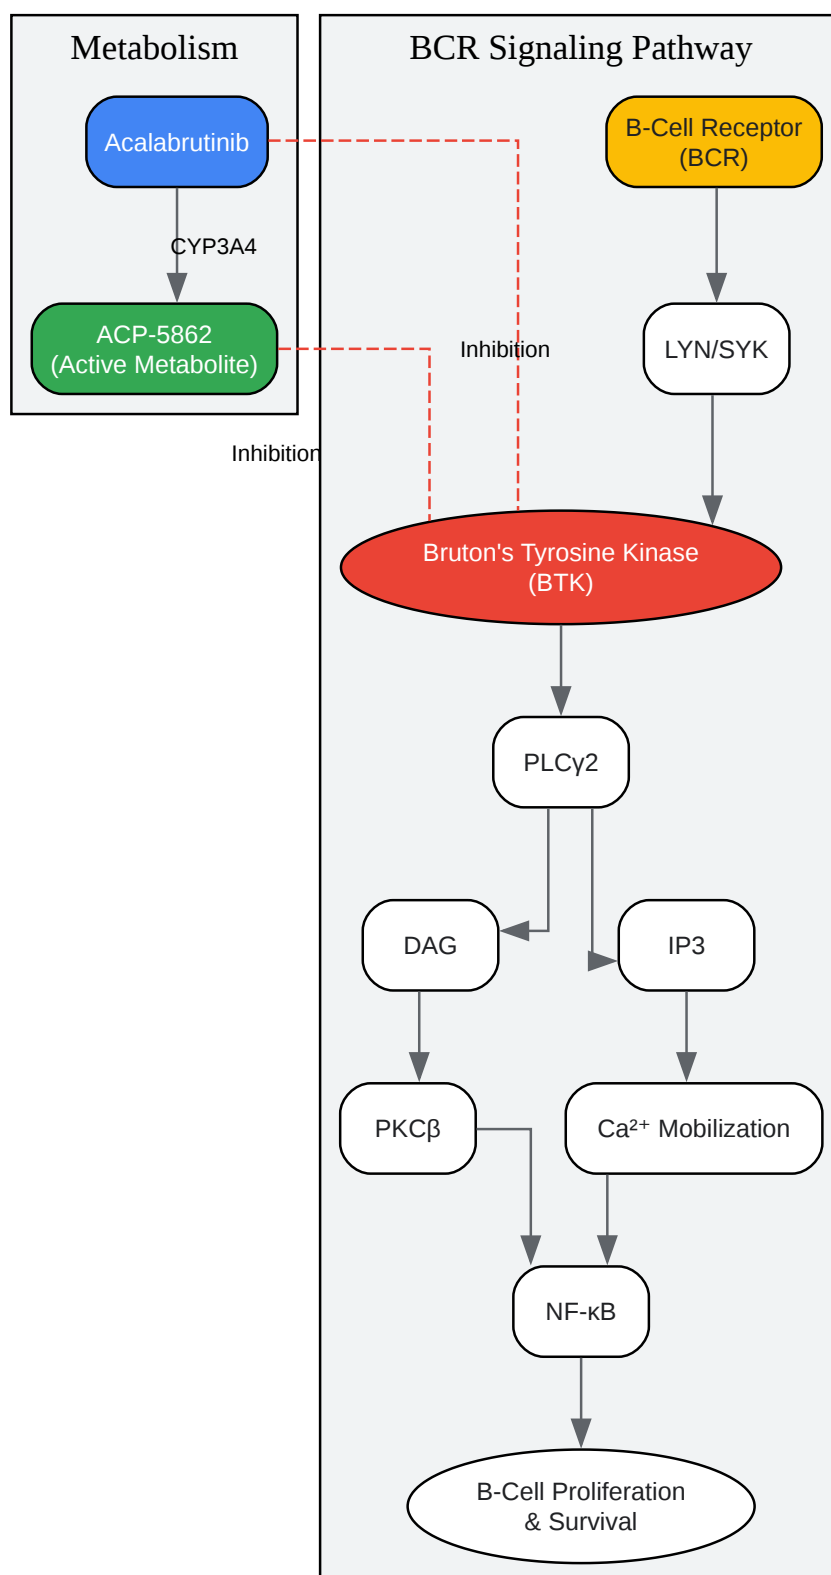 Metabolism
BCR Signaling Pathway
Acalabrutinib
B-Cell Receptor
(BCR)
CYP3A4
ACP-5862
(Active Metabolite)
Inhibition
LYN/SYK
Inhibition
Bruton's Tyrosine Kinase
(BTK)
PLCγ2
DAG
IP3
PKCβ
Ca²⁺ Mobilization
NF-κB
B-Cell Proliferation
& Survival